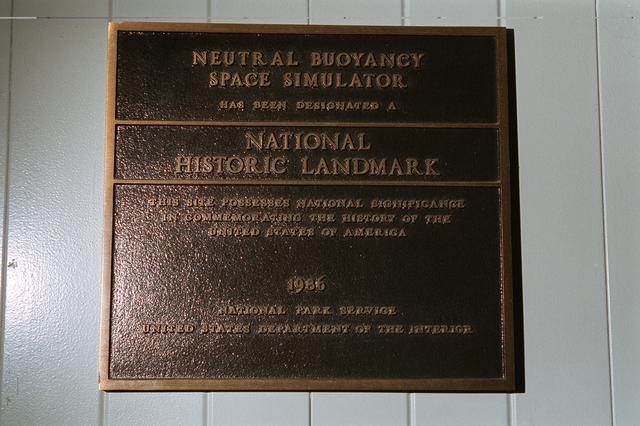 NEUTRAL BUOYANCY
SPACE SIMULATOR
HAS BEEN DESIGNATED A
NATIONAL
HISTORIC LANDMARK
THIS SITE POSSESSES NATIONAL SIGNIFICANCE
IN COMMEMORATING THE HISTORY OF THE
UNITED STATES OF AMERICA
1986
NATIONAL PARK SERVICE
UNITED STATES DEPARTMENT OF THE INTERIOR